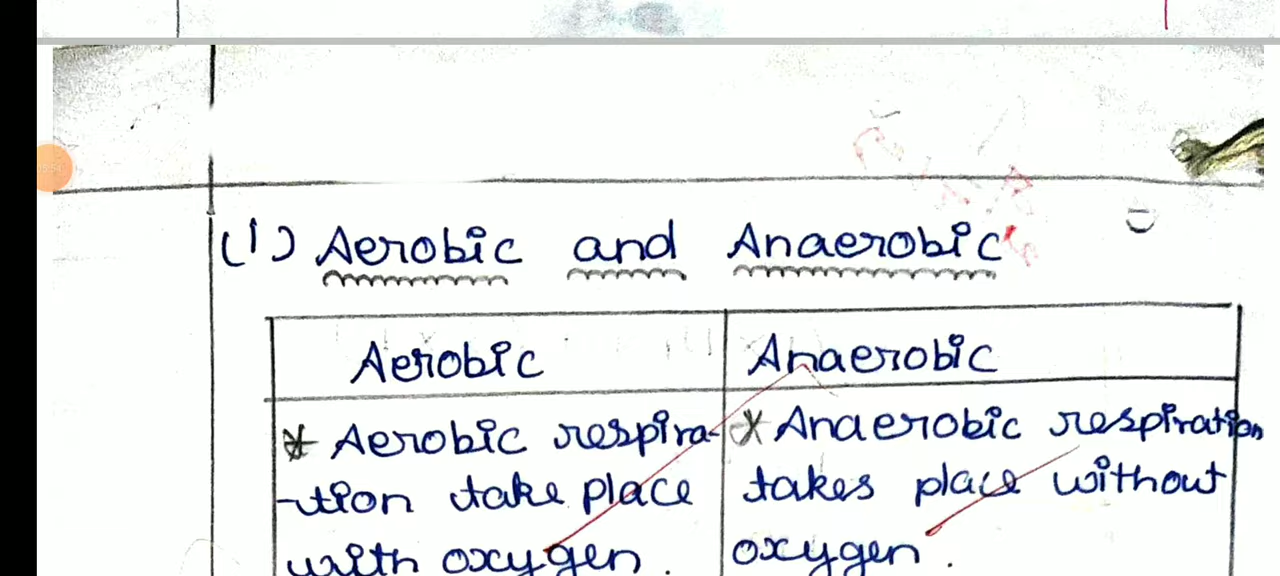 (1) Aerobic and Anaerobic
Aerobic
Anaerobic
* Aerobic respira-
-tion take place
with oxygen.
* Anaerobic respiration
takes place without
oxygen.